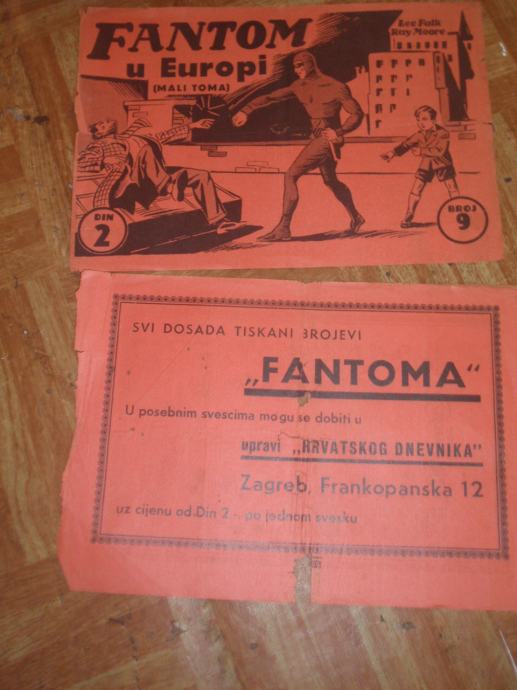 FANTOM
u Europi
(MALI TOMA)
Lee Falk
Ray Moore
DIN
2
BROJ
9
SVI DOSADA TISKANI BROJEVI
„FANTOMA“
U posebnim svescima mogu se dobiti u
upravi „HRVATSKOG DNEVNIKA“
Zagreb, Frankopanska 12
uz cijenu od Din 2 - po jednom svesku